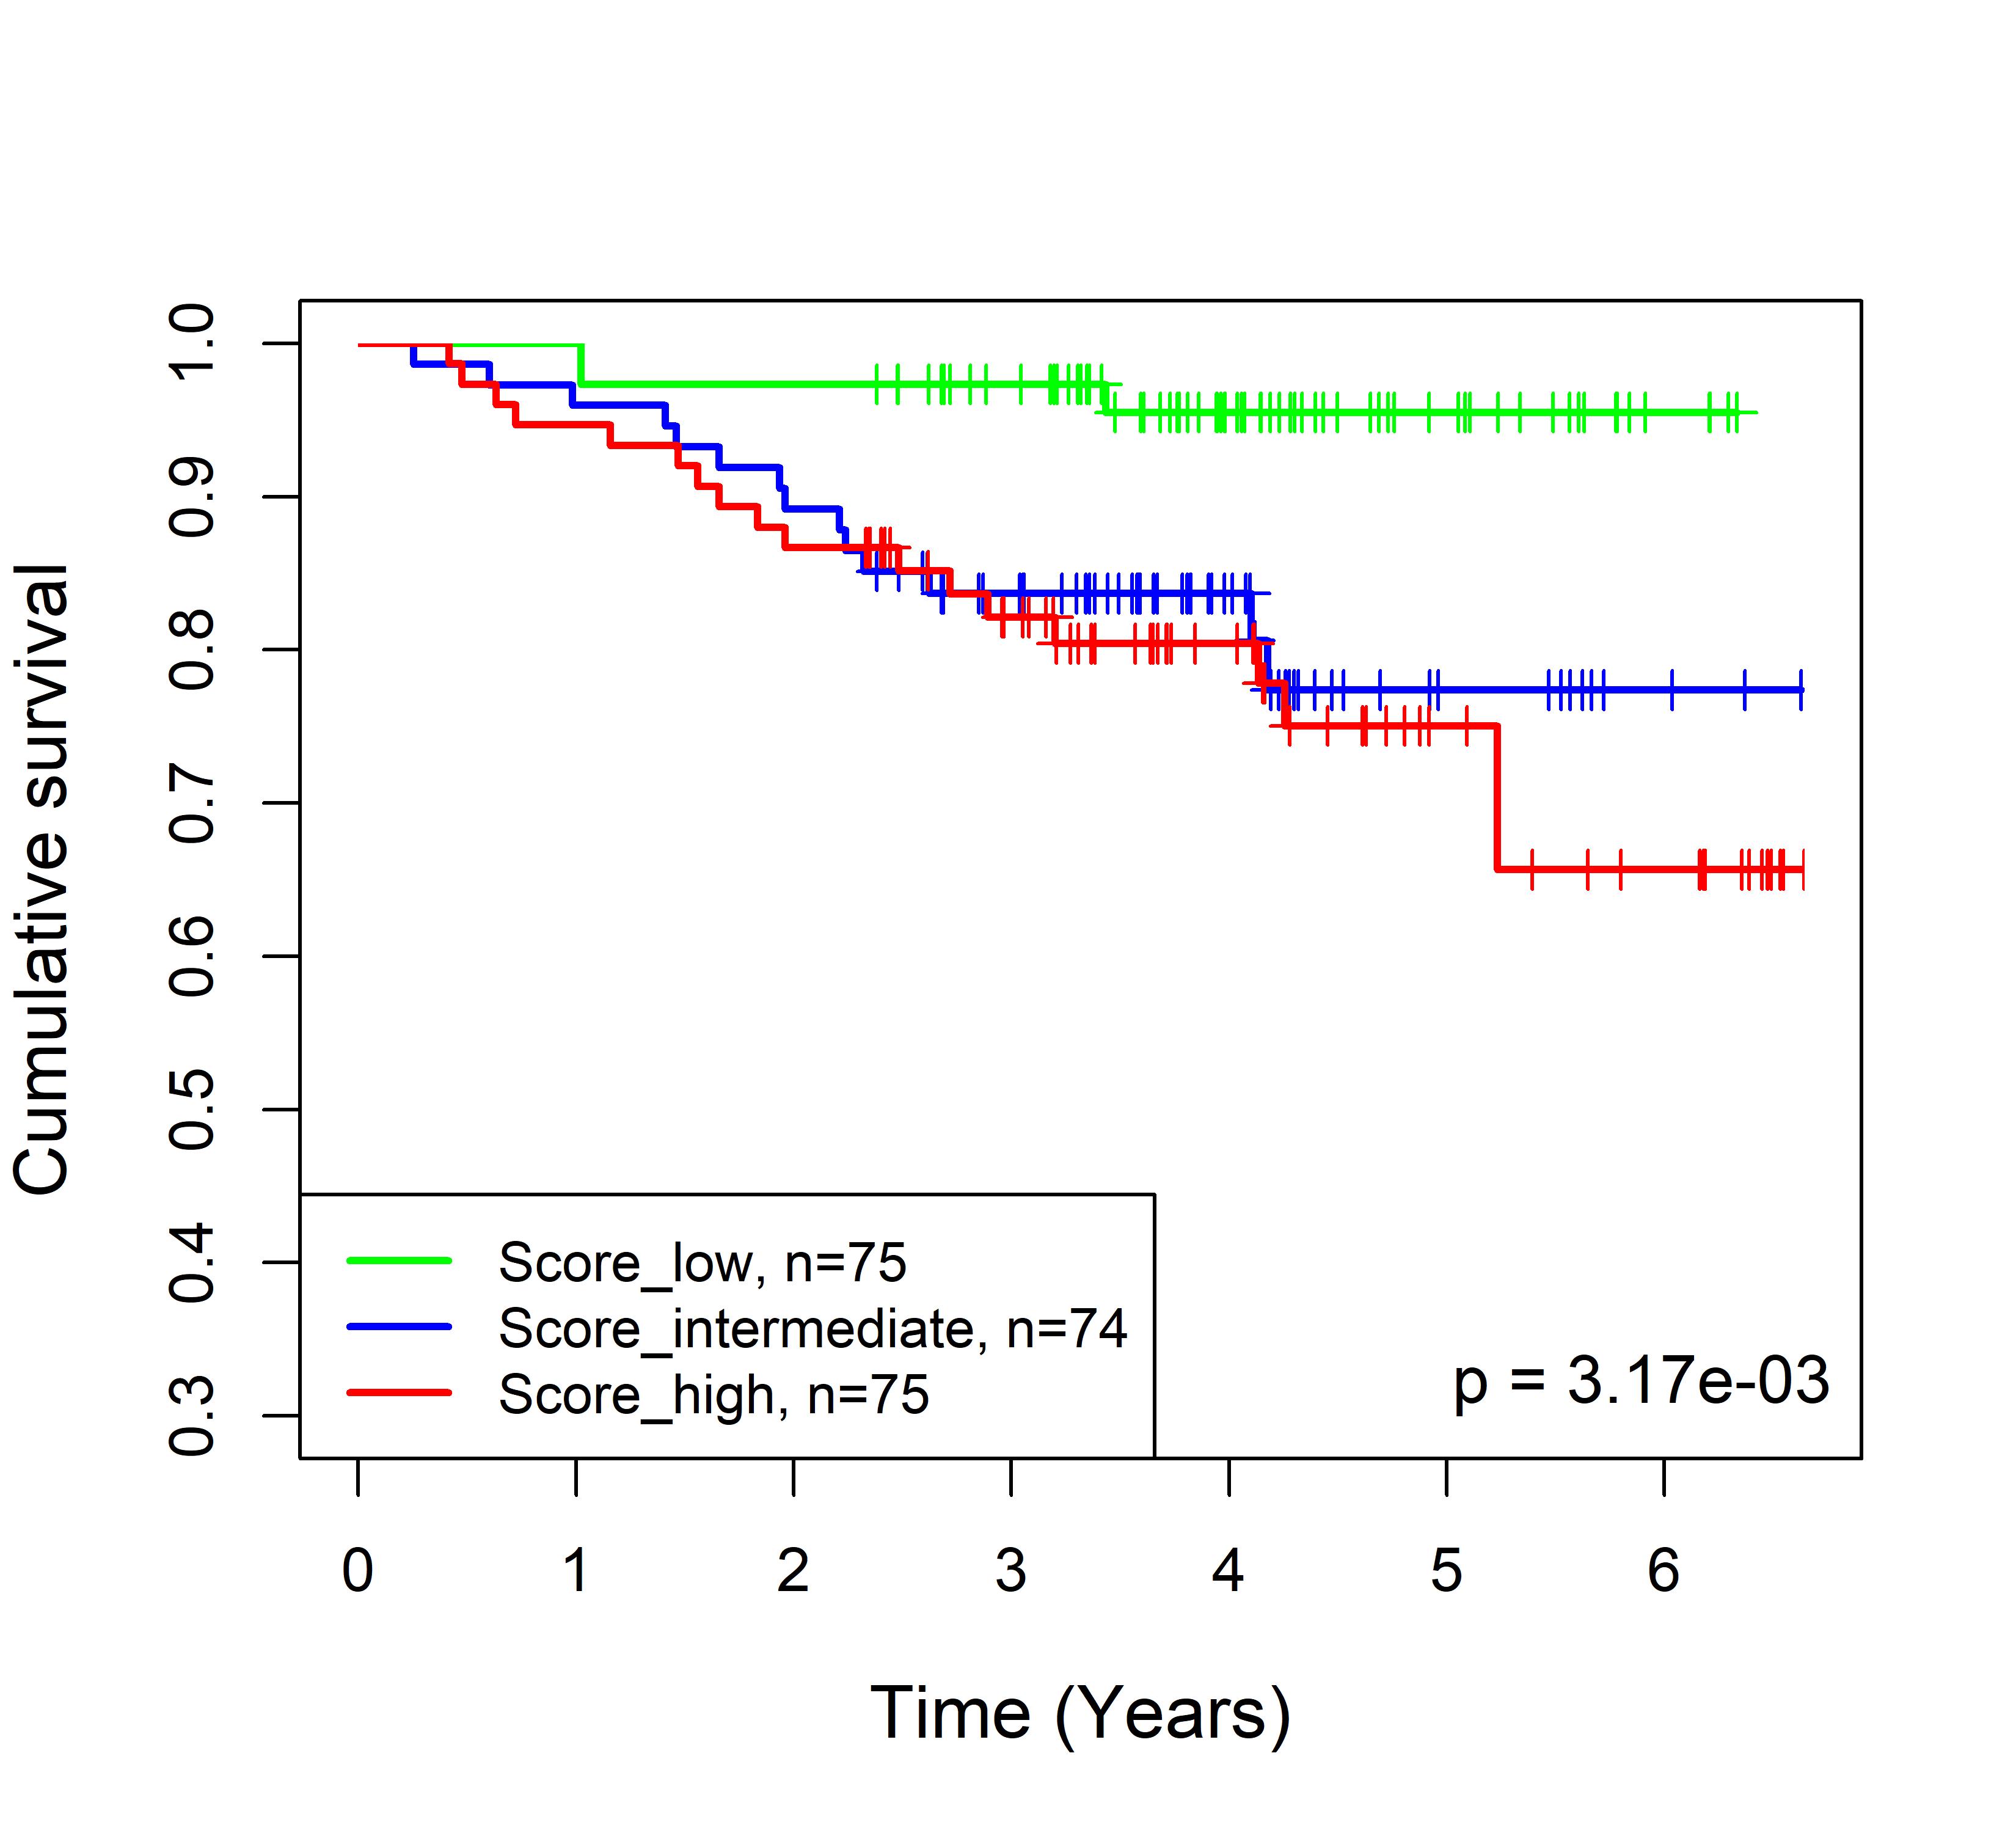 Cumulative survival
1.0
0.9
0.8
0.7
0.6
0.5
0.4
0.3
Score_low, n=75
Score_intermediate, n=74
Score_high, n=75
p = 3.17e-03
0 1 2 3 4 5 6
Time (Years)